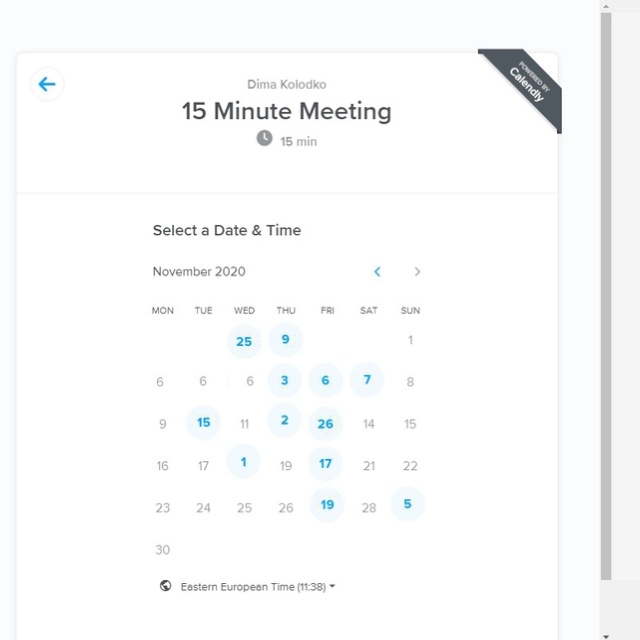 POWERED BY
Calendly
Dima Kolodko
15 Minute Meeting
15 min
Select a Date & Time
November 2020
MON TUE WED THU FRI SAT SUN
25 9 1
6 6 6 3 6 7 8
9 15 11 2 26 14 15
16 17 1 19 17 21 22
23 24 25 26 19 28 5
30
Eastern European Time (11:38)